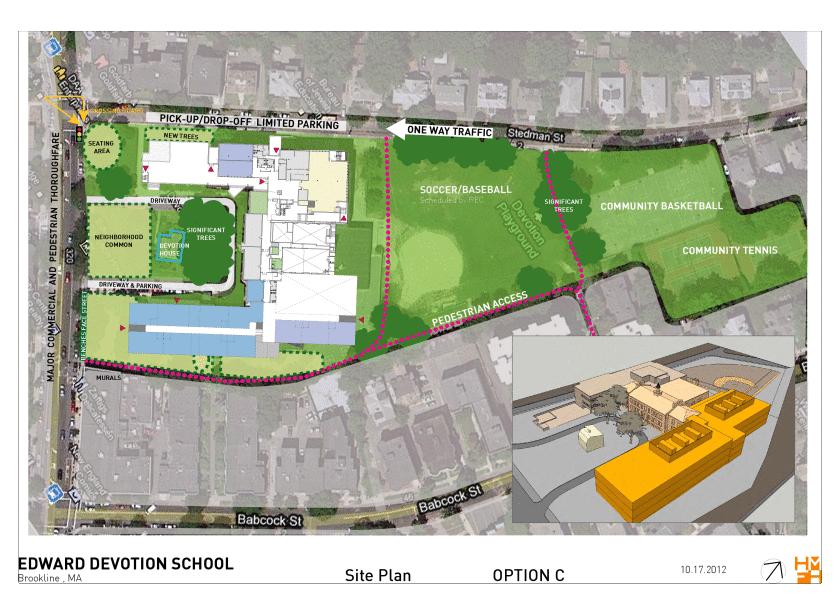 PICK-UP/DROP-OFF LIMITED PARKING
ONE WAY TRAFFIC
Stedman St
SEATING
AREA
NEW TREES
MAJOR COMMERCIAL AND PEDESTRIAN THOROUGHFARE
DRIVEWAY
NEIGHBORHOOD
COMMON
DEVOTION
HOUSE
SIGNIFICANT
TREES
DRIVEWAY & PARKING
SOCCER/BASEBALL
Scheduled by REC
Devotion
Playground
SIGNIFICANT
TREES
COMMUNITY BASKETBALL
COMMUNITY TENNIS
PEDESTRIAN ACCESS
MURALS
Babcock St
46
Babcock St
EDWARD DEVOTION SCHOOL
Brookline , MA
Site Plan
OPTION C
10.17.2012
HMFH